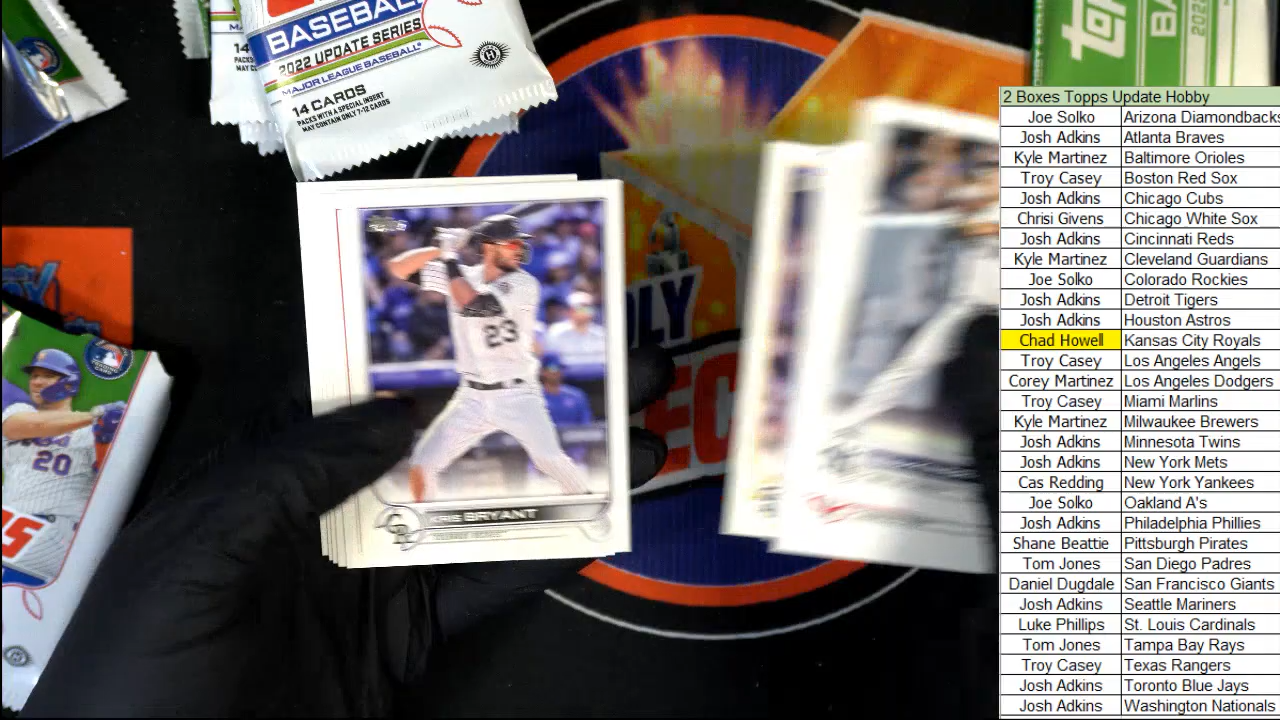 BASEBALL
2022 UPDATE SERIES
MAJOR LEAGUE BASEBALL
14 CARDS
PACKS WITH A SPECIAL INSERT
MAY CONTAIN ONLY 7-12 CARDS
14
23
BRYANT
20
2 Boxes Topps Update Hobby
Joe Solko Arizona Diamondbacks
Josh Adkins Atlanta Braves
Kyle Martinez Baltimore Orioles
Troy Casey Boston Red Sox
Josh Adkins Chicago Cubs
Chrisi Givens Chicago White Sox
Josh Adkins Cincinnati Reds
Kyle Martinez Cleveland Guardians
Joe Solko Colorado Rockies
Josh Adkins Detroit Tigers
Josh Adkins Houston Astros
Chad Howell Kansas City Royals
Troy Casey Los Angeles Angels
Corey Martinez Los Angeles Dodgers
Troy Casey Miami Marlins
Kyle Martinez Milwaukee Brewers
Josh Adkins Minnesota Twins
Josh Adkins New York Mets
Cas Redding New York Yankees
Joe Solko Oakland A's
Josh Adkins Philadelphia Phillies
Shane Beattie Pittsburgh Pirates
Tom Jones San Diego Padres
Daniel Dugdale San Francisco Giants
Josh Adkins Seattle Mariners
Luke Phillips St. Louis Cardinals
Tom Jones Tampa Bay Rays
Troy Casey Texas Rangers
Josh Adkins Toronto Blue Jays
Josh Adkins Washington Nationals